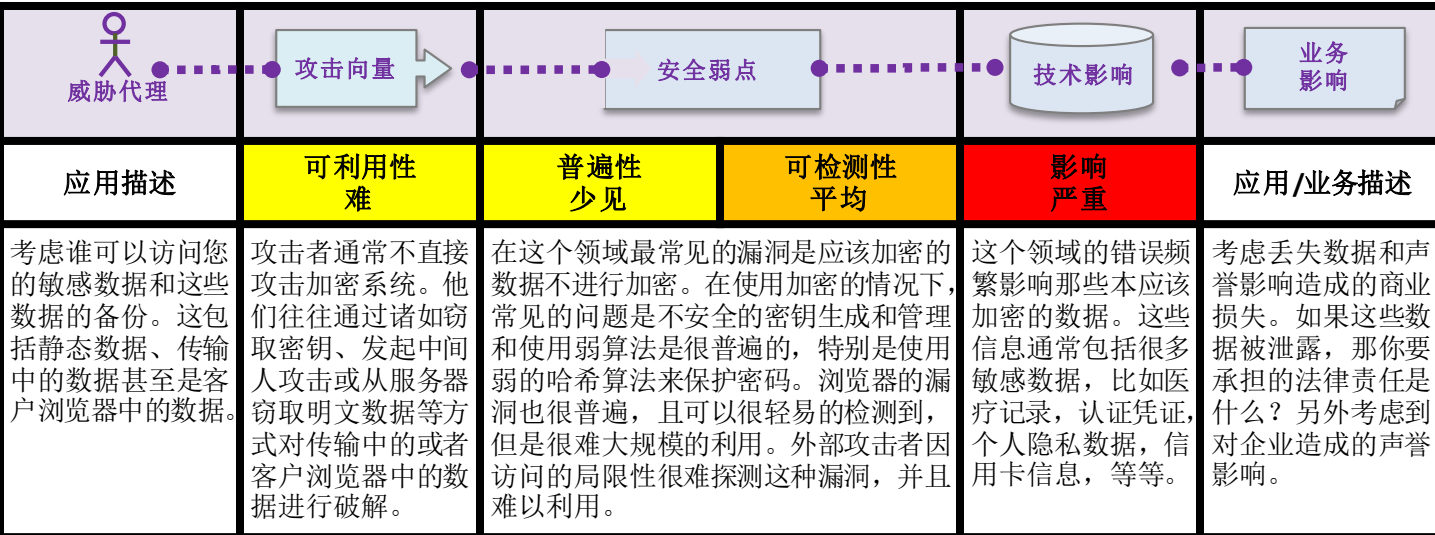 威胁代理
攻击向量
安全弱点
技术影响
业务
影响
应用描述
可利用性
难
普遍性
少见
可检测性
平均
影响
严重
应用/业务描述
考虑谁可以访问您
的敏感数据和这些
数据的备份。这包
括静态数据、传输
中的数据甚至是客
户浏览器中的数据。
攻击者通常不直接
攻击加密系统。他
们往往通过诸如窃
取密钥、发起中间
人攻击或从服务器
窃取明文数据等方
式对传输中的或者
客户浏览器中的数
据进行破解。
在这个领域最常见的漏洞是应该加密的
数据不进行加密。在使用加密的情况下，
常见的问题是不安全的密钥生成和管理
和使用弱算法是很普遍的，特别是使用
弱的哈希算法来保护密码。浏览器的漏
洞也很普遍，且可以很轻易的检测到，
但是很难大规模的利用。外部攻击者因
访问的局限性很难探测这种漏洞，并且
难以利用。
这个领域的错误频
繁影响那些本应该
加密的数据。这些
信息通常包括很多
敏感数据，比如医
疗记录，认证凭证，
个人隐私数据，信
用卡信息，等等。
考虑丢失数据和声
誉影响造成的商业
损失。如果这些数
据被泄露，那你要
承担的法律责任是
什么？另外考虑到
对企业造成的声誉
影响。